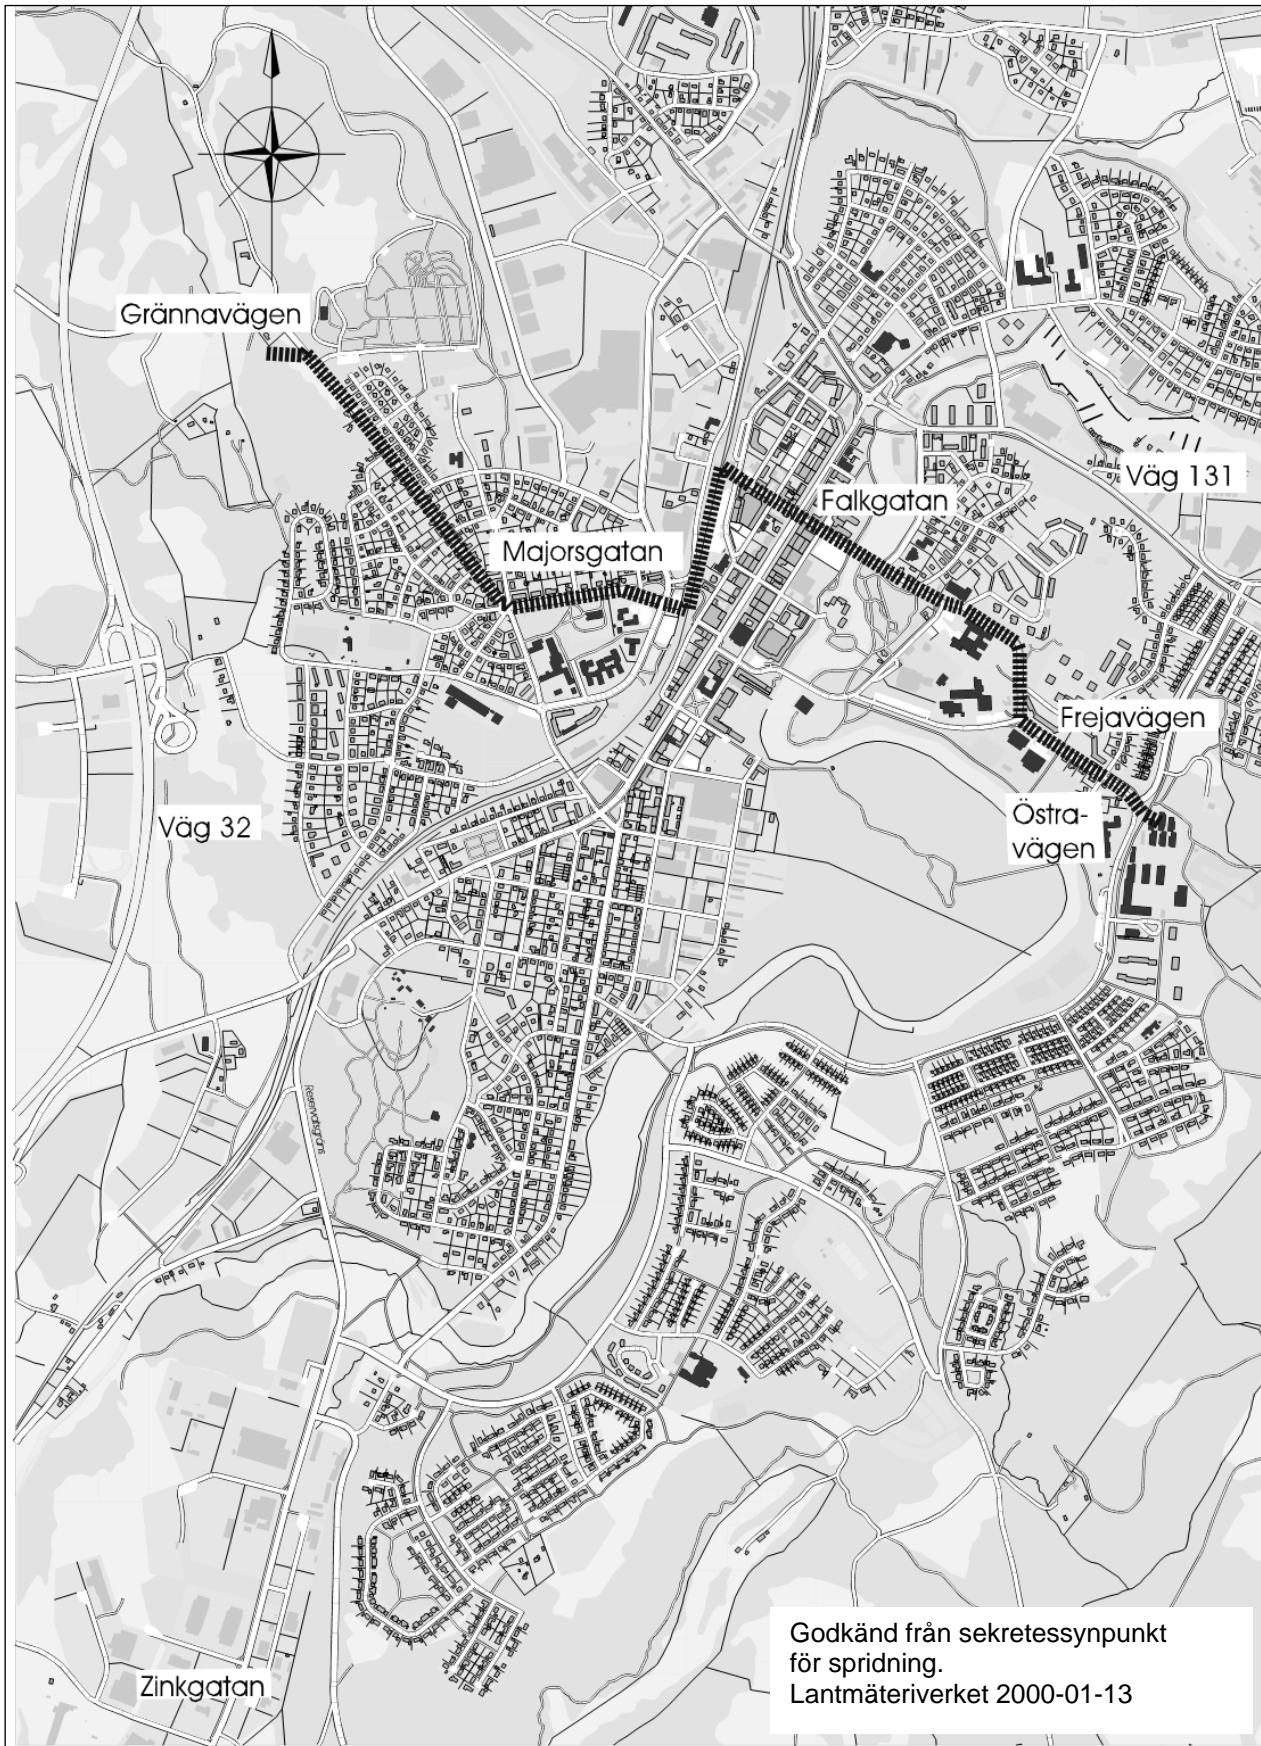 Grännavägen
Väg 131
Falkgatan
Majorsgatan
Frejavägen
Väg 32
Östra-
vägen
Reservatsgräns
Zinkgatan
Godkänd från sekretessynpunkt
för spridning.
Lantmäteriverket 2000-01-13